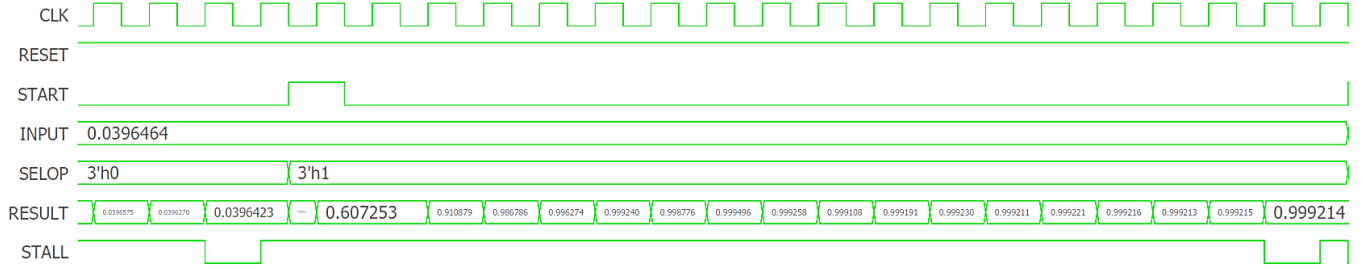 CLK
RESET
START
INPUT 0.0396464
SELOP 3'h0 3'h1
RESULT 0.0396575 0.0396270 0.0396423 0.607253 0.910879 0.986786 0.996274 0.999240 0.998776 0.999496 0.999258 0.999108 0.999191 0.999230 0.999211 0.999221 0.999216 0.999213 0.999215 0.999214
STALL